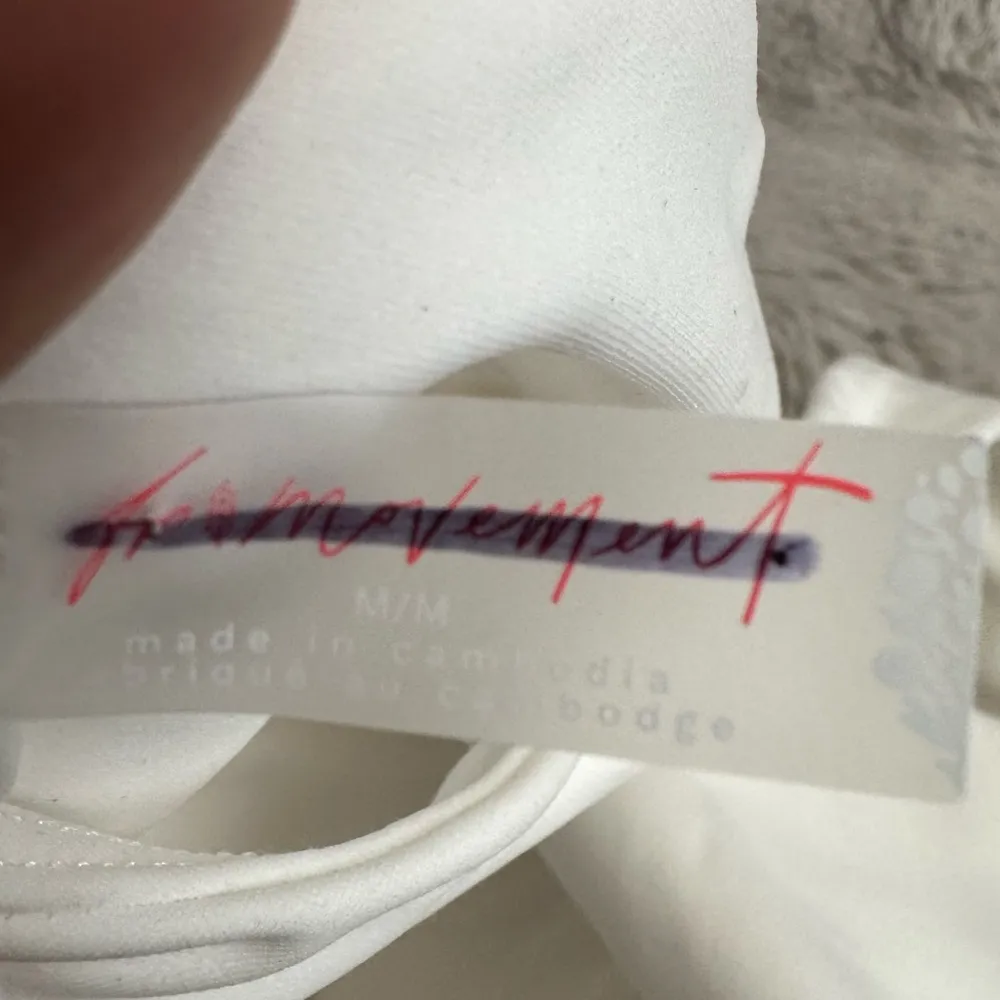 movement
M/M
made in cambodia
briqué au cambodge